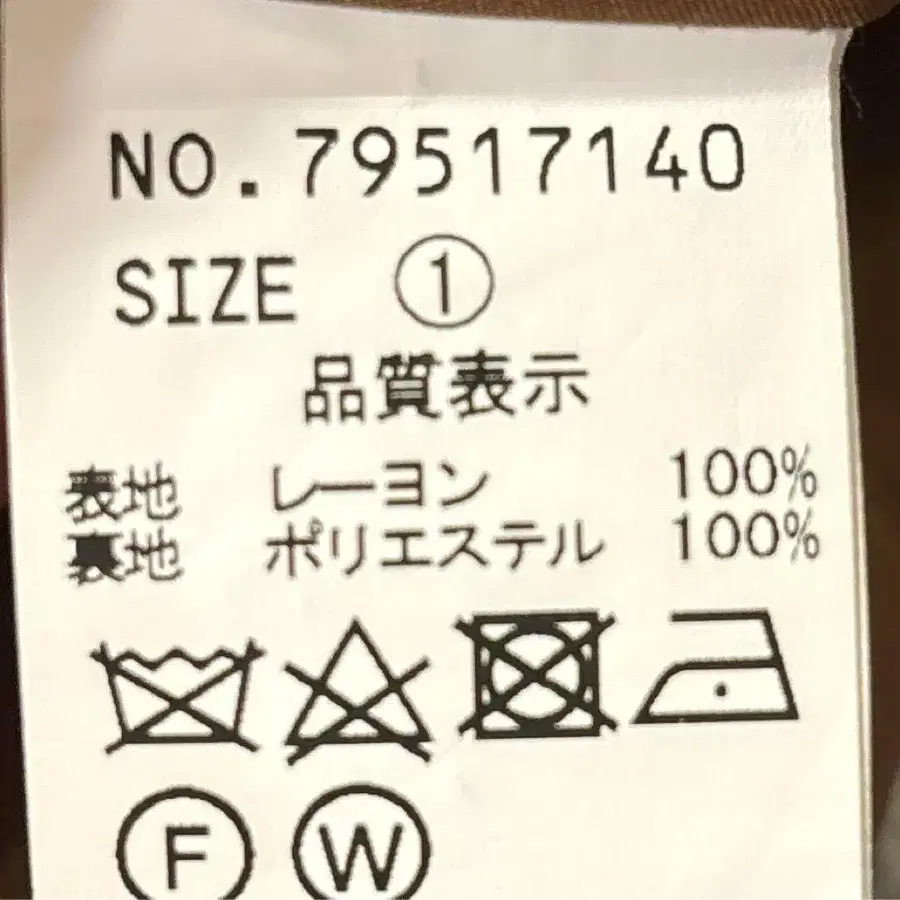 NO.79517140
SIZE ①
品質表示
表地 レーヨン 100%
裏地 ポリエステル 100%
F W